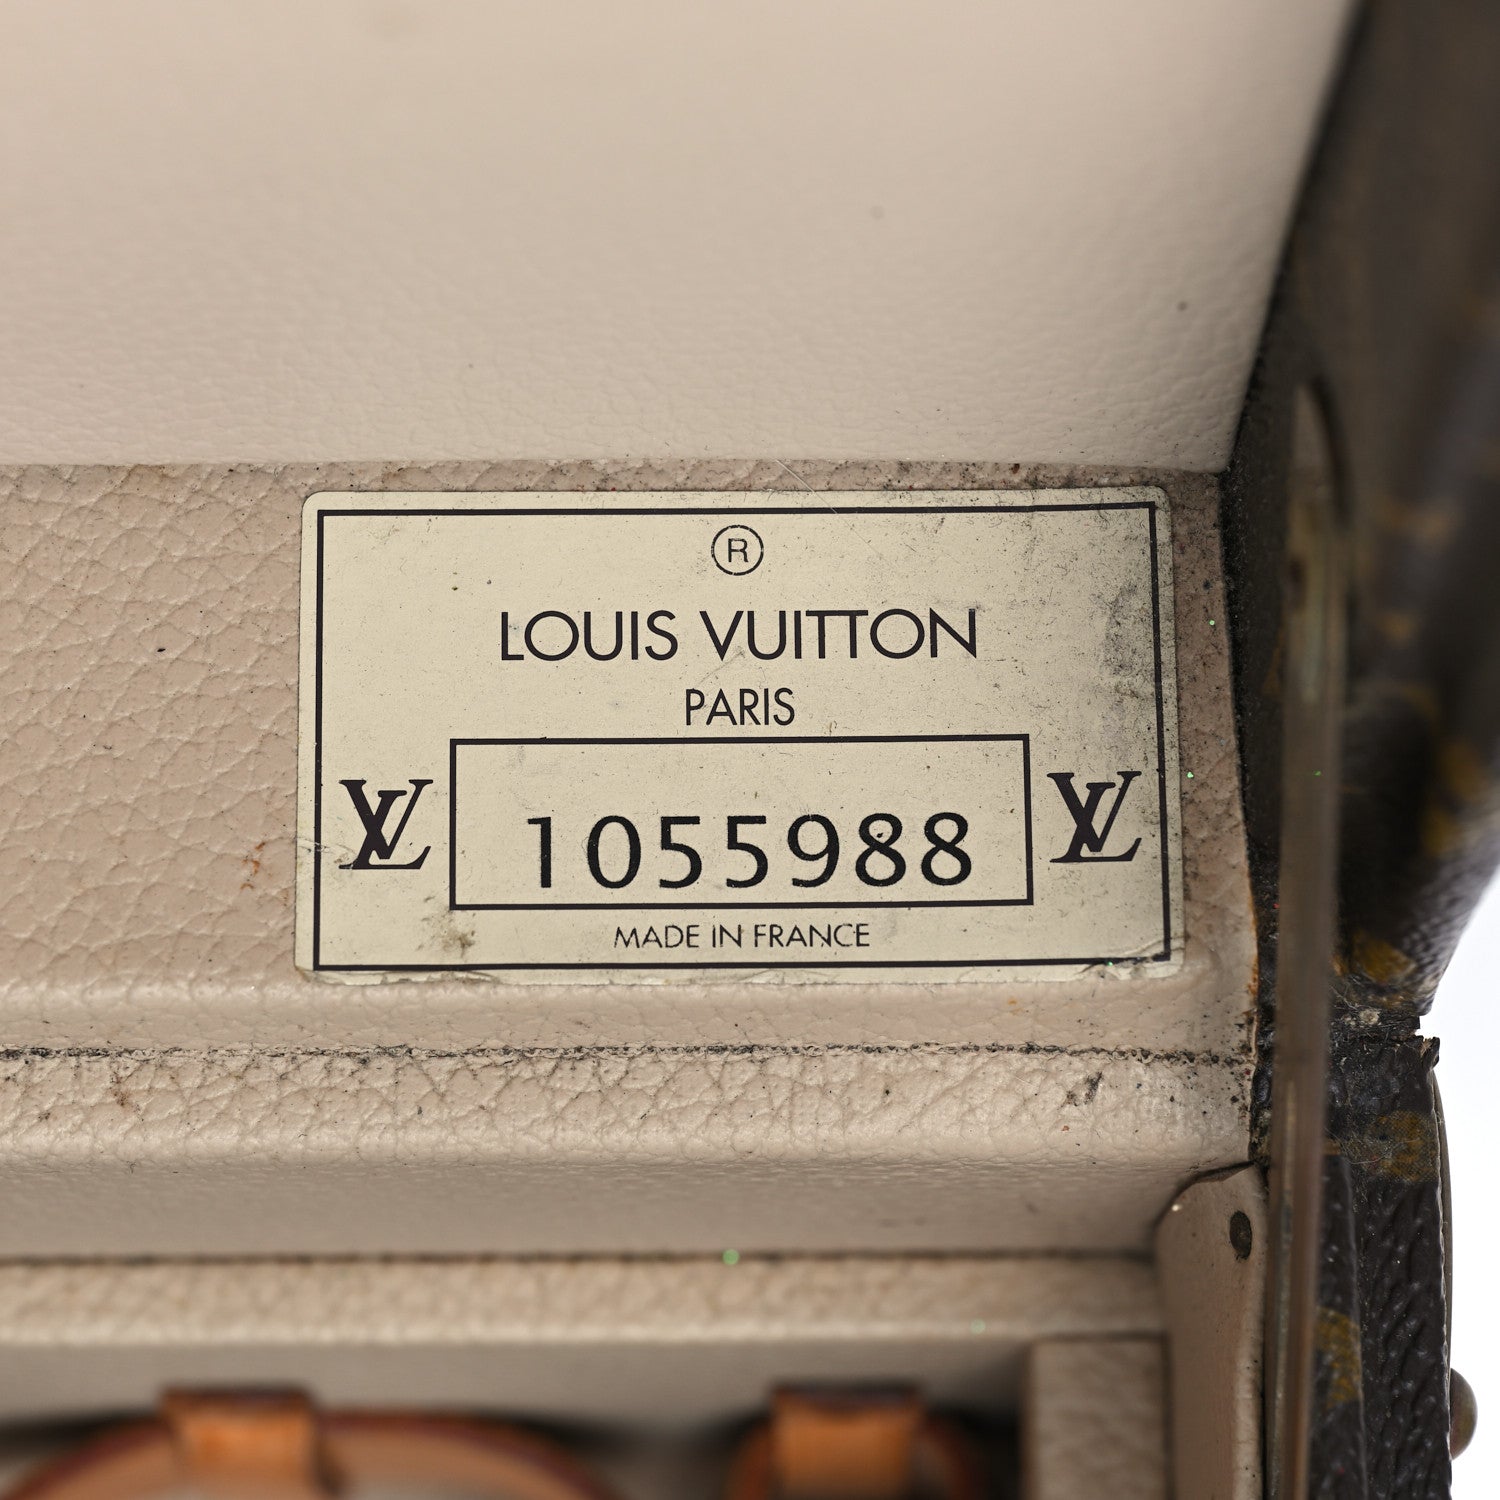 ®
LOUIS VUITTON
PARIS
LV 1055988 LV
MADE IN FRANCE